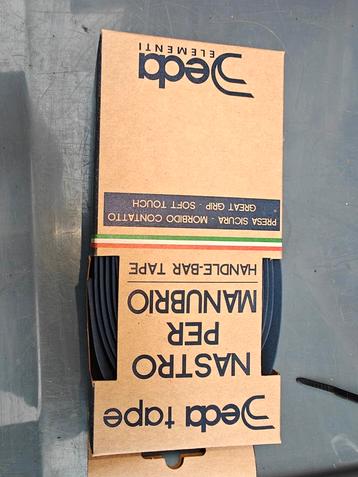 Deda tape
NASTRO
PER
MANUBRIO
HANDLE-BAR TAPE
PRESA SICURA - MORBIDO CONTATTO
GREAT GRIP - SOFT TOUCH
Deda
ELEMENTI